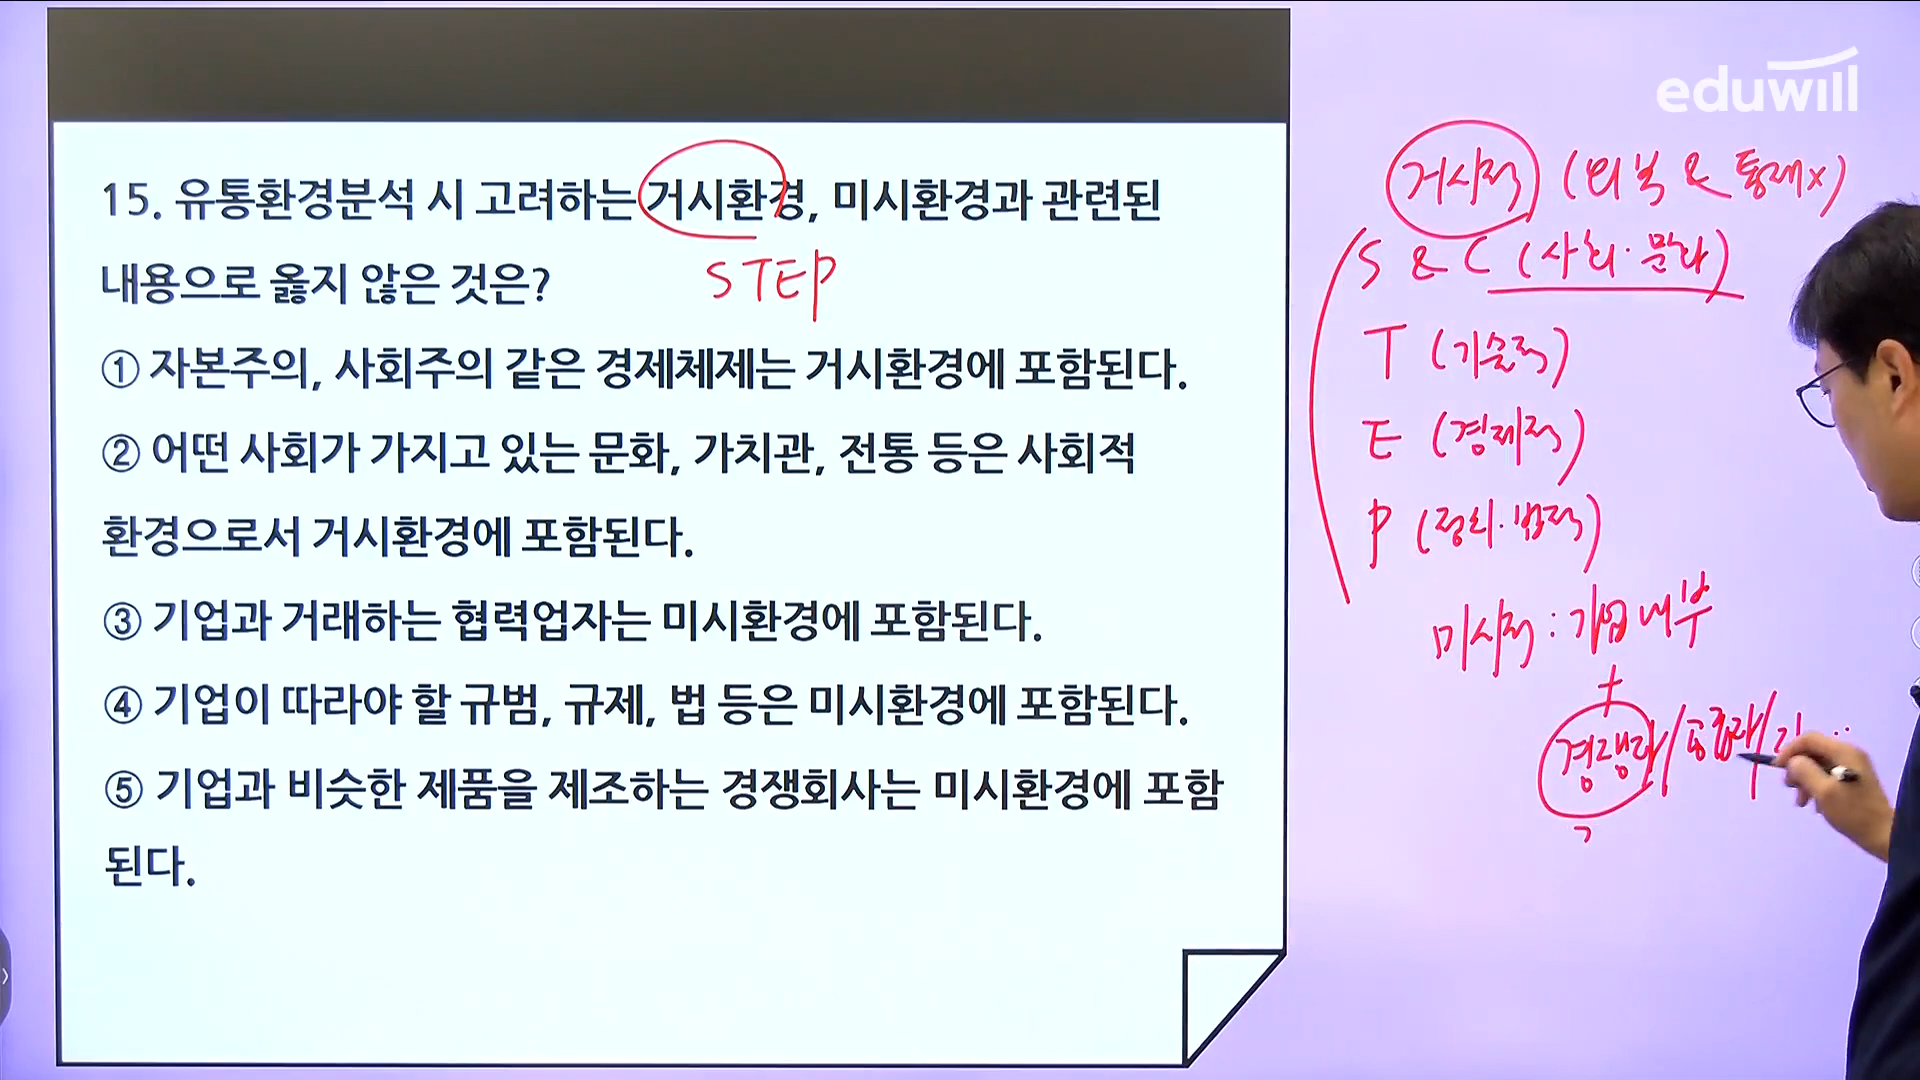 eduwill
15. 유통환경분석 시 고려하는 거시환경, 미시환경과 관련된
내용으로 옳지 않은 것은?
STEP
① 자본주의, 사회주의 같은 경제체제는 거시환경에 포함된다.
② 어떤 사회가 가지고 있는 문화, 가치관, 전통 등은 사회적
환경으로서 거시환경에 포함된다.
③ 기업과 거래하는 협력업자는 미시환경에 포함된다.
④ 기업이 따라야 할 규범, 규제, 법 등은 미시환경에 포함된다.
⑤ 기업과 비슷한 제품을 제조하는 경쟁회사는 미시환경에 포함
된다.
거시적 (외부 & 통제x)
S & C (사회·문화)
T (기술적)
E (경제적)
P (정치·법적)
미시적 : 기업 내부
+
경쟁자/공급자/